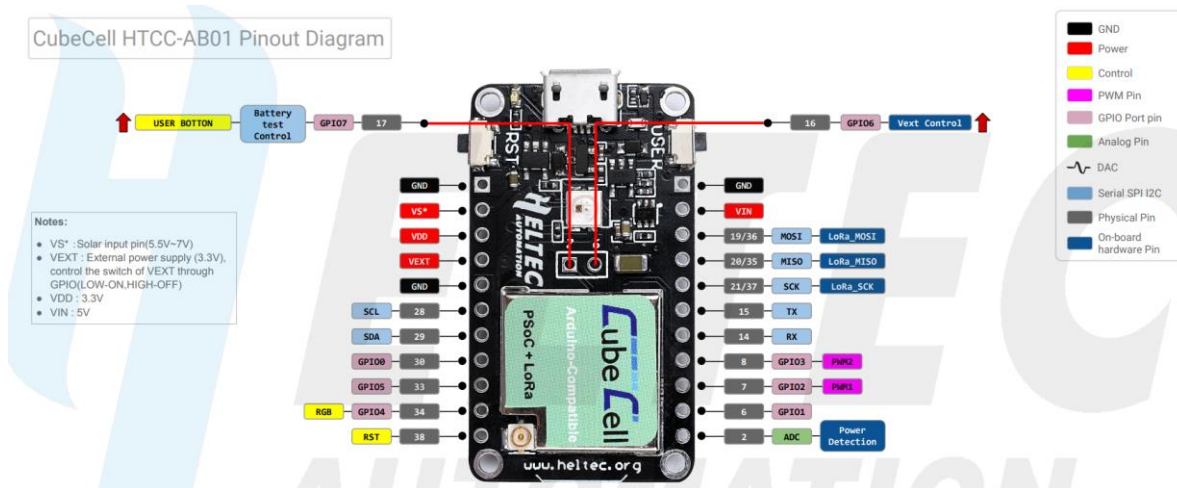 CubeCell HTCC-AB01 Pinout Diagram
GND
Power
Control
PWM Pin
GPIO Port pin
Analog Pin
DAC
Serial SPI I2C
Physical Pin
On-board
hardware Pin
USER BOTTON
Battery
test
Control
GPIO7
17
16
GPIO6
Vext Control
RST
USER
GND
VS*
VDD
VEXT
GND
SCL 28
SDA 29
GPIO0 30
GPIO5 33
RGB GPIO4 34
RST 38
GND
VIN
19/36 MOSI LoRa_MOSI
20/35 MISO LoRa_MISO
21/37 SCK LoRa_SCK
15 TX
14 RX
8 GPIO3 PWM2
7 GPIO2 PWM1
6 GPIO1
2 ADC Power
Detection
Notes:
VS* : Solar input pin(5.5V~7V)
VEXT : External power supply (3.3V),
control the switch of VEXT through
GPIO(LOW-ON,HIGH-OFF)
VDD : 3.3V
VIN : 5V
HELTEC
AUTOMATION
CubeCell
Arduino-Compatible
PSoC + LoRa
www.heltec.org
HELTEC
AUTOMATION